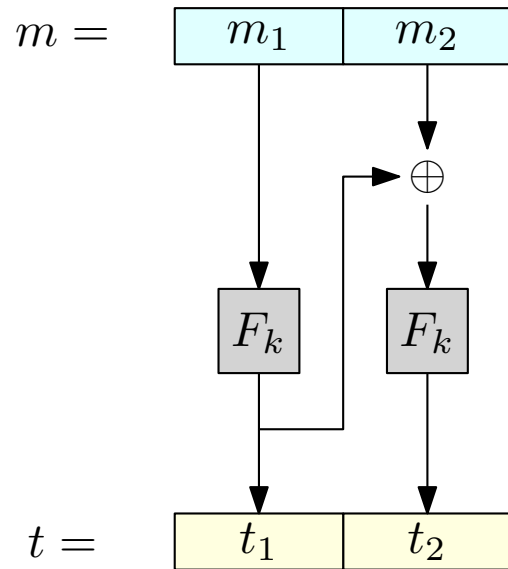 m = m₁ m₂
⊕
Fₖ Fₖ
t = t₁ t₂